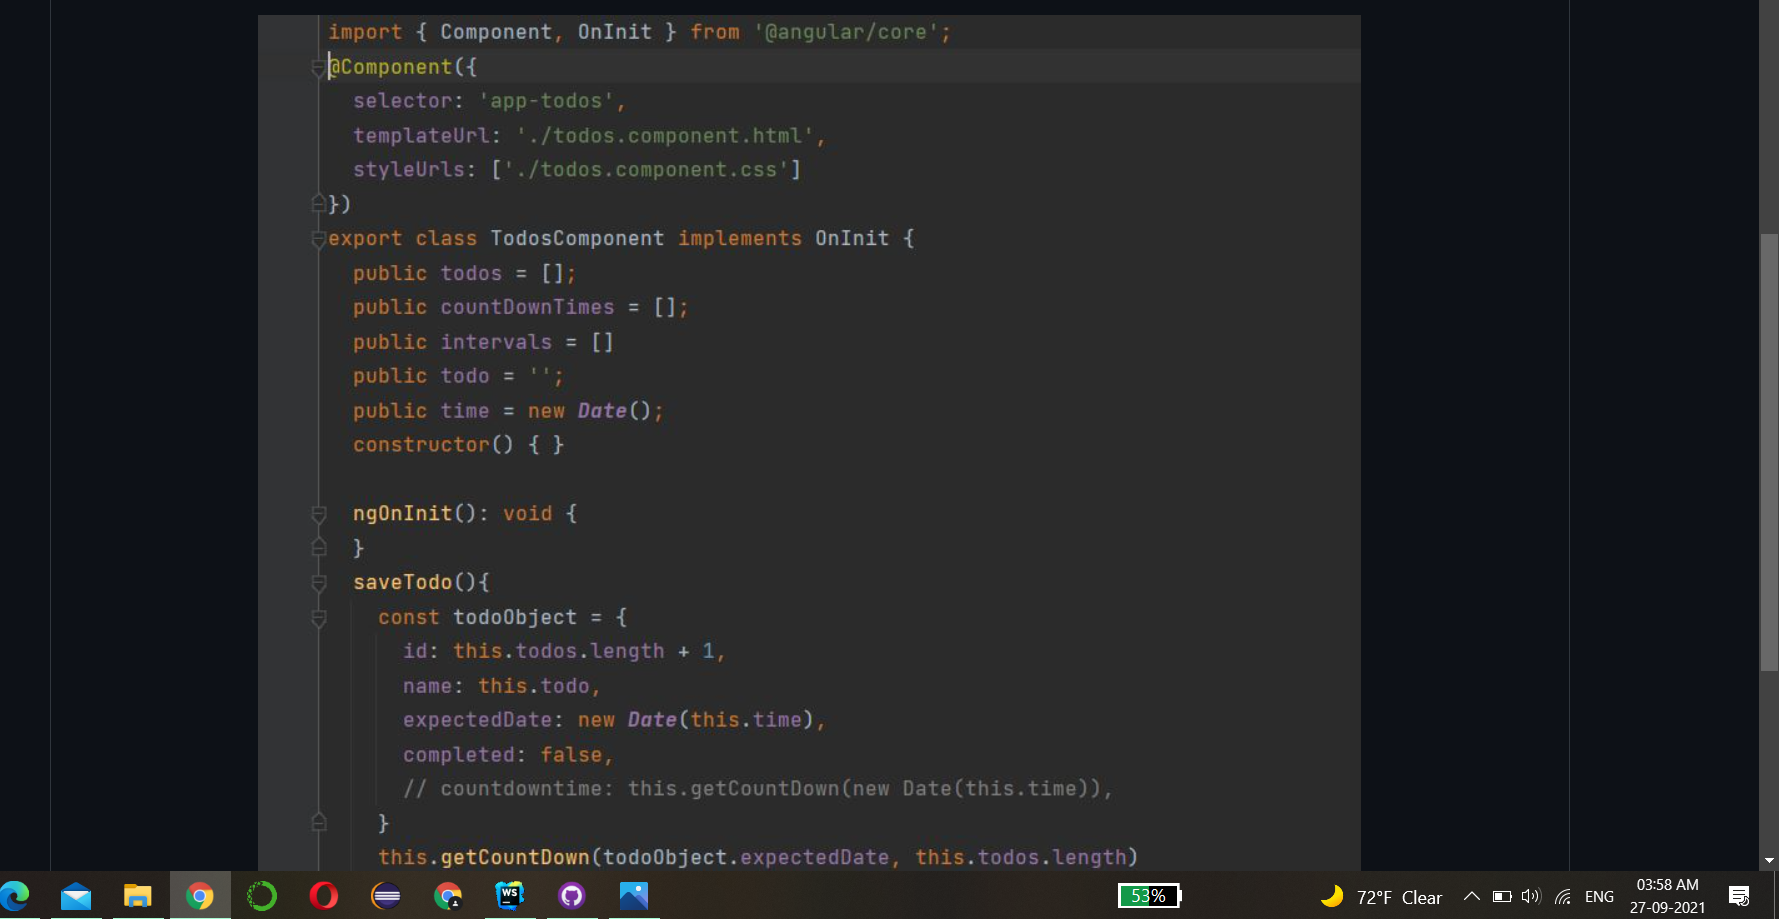 import { Component, OnInit } from '@angular/core';
@Component({
  selector: 'app-todos',
  templateUrl: './todos.component.html',
  styleUrls: ['./todos.component.css']
})
export class TodosComponent implements OnInit {
  public todos = [];
  public countDownTimes = [];
  public intervals = []
  public todo = '';
  public time = new Date();
  constructor() { }
  ngOnInit(): void {
  }
  saveTodo(){
    const todoObject = {
      id: this.todos.length + 1,
      name: this.todo,
      expectedDate: new Date(this.time),
      completed: false,
      // countdowntime: this.getCountDown(new Date(this.time)),
    }
    this.getCountDown(todoObject.expectedDate, this.todos.length)
WS
53%
72°F Clear
ENG
03:58 AM
27-09-2021